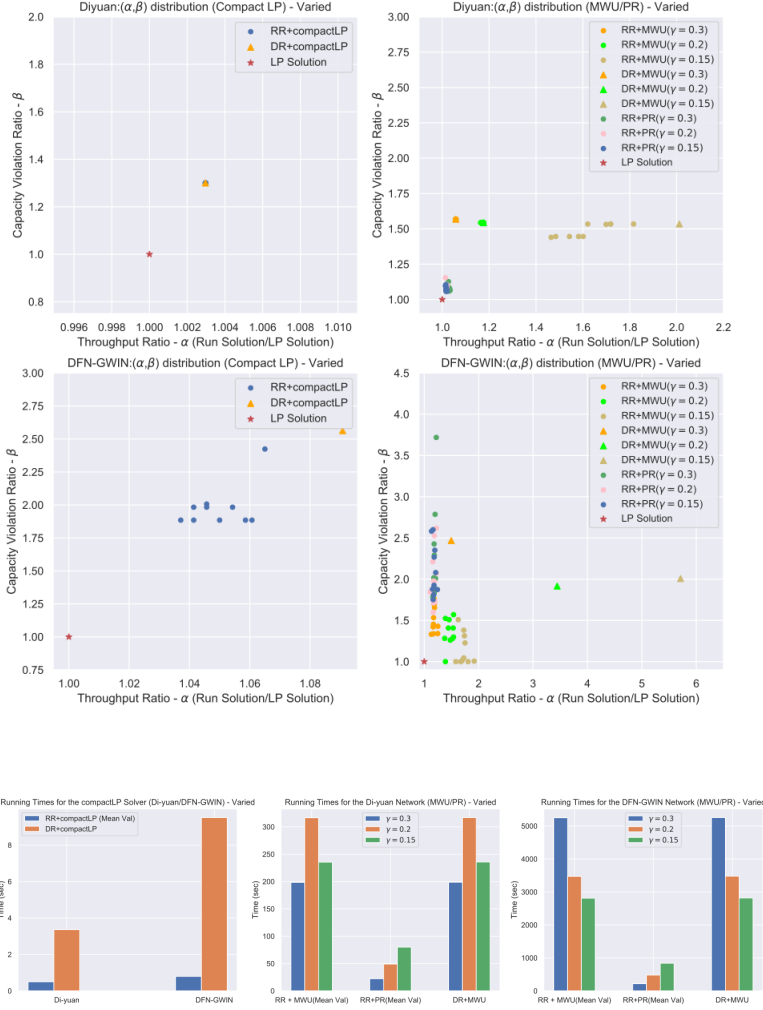 Diyuan:(α,β) distribution (Compact LP) - Varied
2.0
1.8
1.6
1.4
1.2
1.0
0.8
Capacity Violation Ratio - β
RR+compactLP
DR+compactLP
LP Solution
0.996 0.998 1.000 1.002 1.004 1.006 1.008 1.010
Throughput Ratio - α (Run Solution/LP Solution)
Diyuan:(α,β) distribution (MWU/PR) - Varied
3.00
2.75
2.50
2.25
2.00
1.75
1.50
1.25
1.00
Capacity Violation Ratio - β
RR+MWU(γ = 0.3)
RR+MWU(γ = 0.2)
RR+MWU(γ = 0.15)
DR+MWU(γ = 0.3)
DR+MWU(γ = 0.2)
DR+MWU(γ = 0.15)
RR+PR(γ = 0.3)
RR+PR(γ = 0.2)
RR+PR(γ = 0.15)
LP Solution
1.0 1.2 1.4 1.6 1.8 2.0 2.2
Throughput Ratio - α (Run Solution/LP Solution)
DFN-GWIN:(α,β) distribution (Compact LP) - Varied
3.00
2.75
2.50
2.25
2.00
1.75
1.50
1.25
1.00
0.75
Capacity Violation Ratio - β
RR+compactLP
DR+compactLP
LP Solution
1.00 1.02 1.04 1.06 1.08
Throughput Ratio - α (Run Solution/LP Solution)
DFN-GWIN:(α,β) distribution (MWU/PR) - Varied
4.5
4.0
3.5
3.0
2.5
2.0
1.5
1.0
Capacity Violation Ratio - β
RR+MWU(γ = 0.3)
RR+MWU(γ = 0.2)
RR+MWU(γ = 0.15)
DR+MWU(γ = 0.3)
DR+MWU(γ = 0.2)
DR+MWU(γ = 0.15)
RR+PR(γ = 0.3)
RR+PR(γ = 0.2)
RR+PR(γ = 0.15)
LP Solution
1 2 3 4 5 6
Throughput Ratio - α (Run Solution/LP Solution)
Running Times for the compactLP Solver (Di-yuan/DFN-GWIN) - Varied
RR+compactLP (Mean Val)
DR+compactLP
8
6
4
2
0
Time (sec)
Di-yuan DFN-GWIN
Running Times for the Di-yuan Network (MWU/PR) - Varied
γ = 0.3
γ = 0.2
γ = 0.15
300
250
200
150
100
50
0
Time (sec)
RR + MWU(Mean Val) RR+PR(Mean Val) DR+MWU
Running Times for the DFN-GWIN Network (MWU/PR) - Varied
γ = 0.3
γ = 0.2
γ = 0.15
5000
4000
3000
2000
1000
0
Time (sec)
RR + MWU(Mean Val) RR+PR(Mean Val) DR+MWU